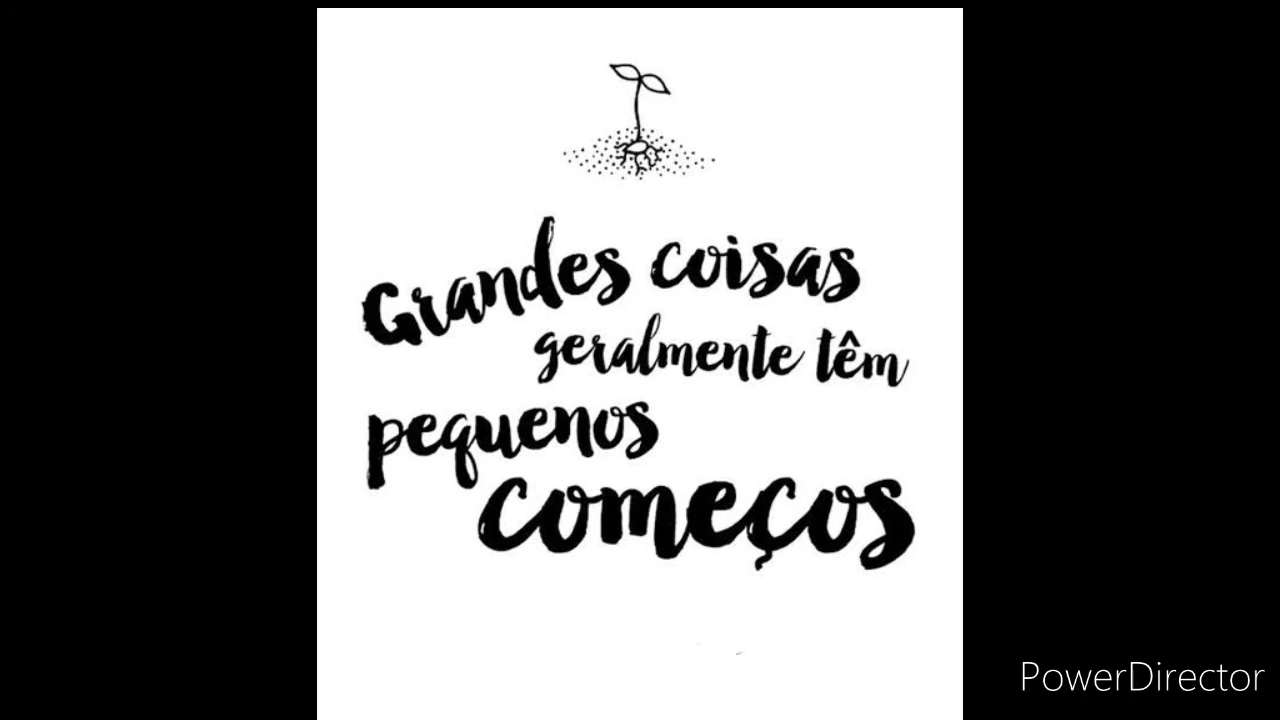 Grandes coisas
geralmente têm
pequenos
começos
PowerDirector